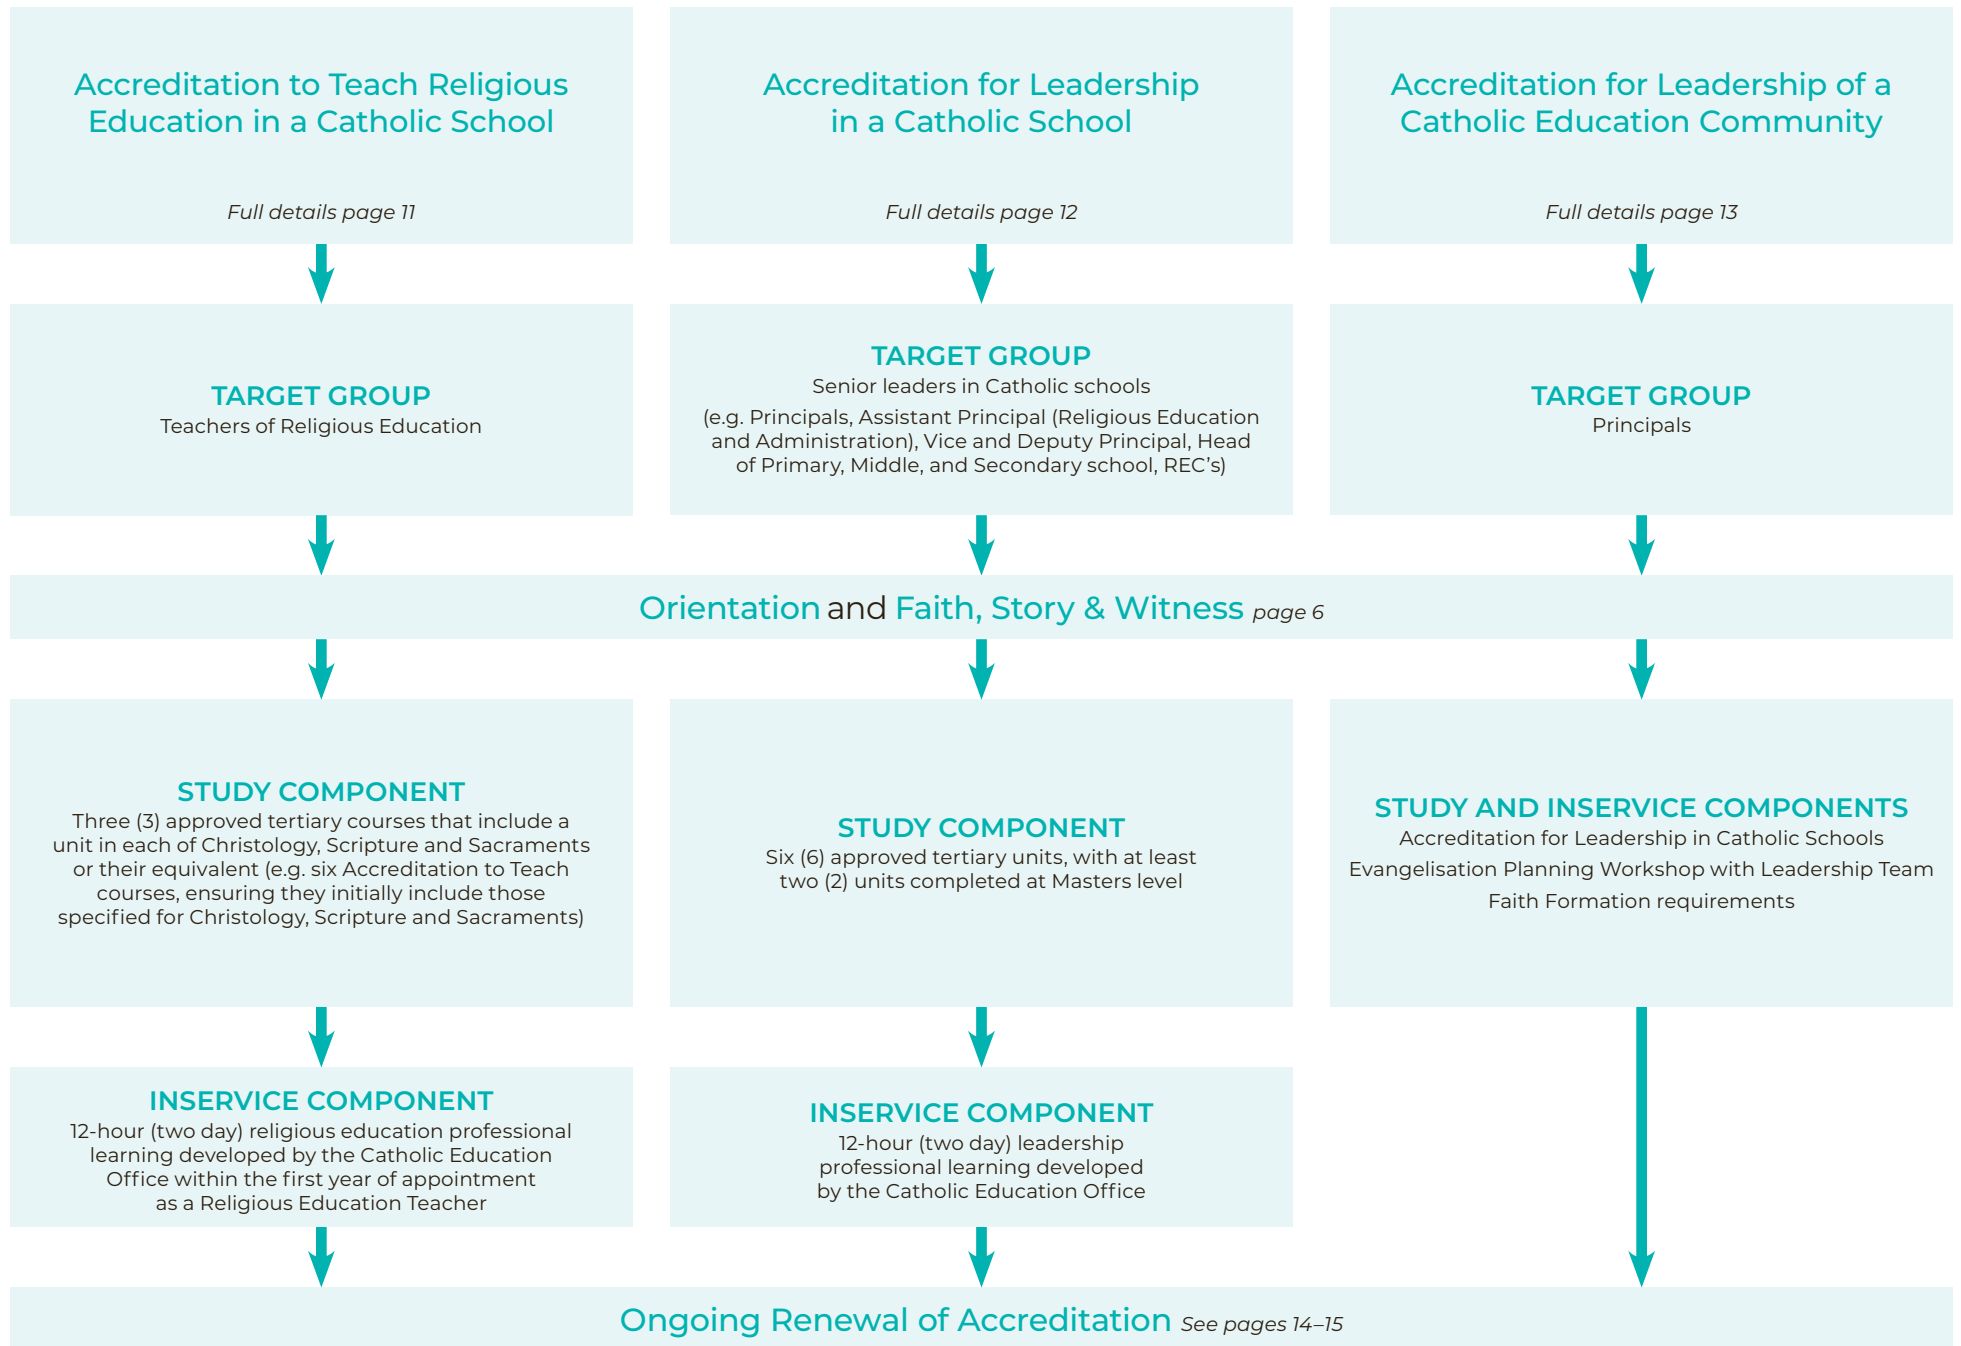 Accreditation to Teach Religious
Education in a Catholic School
Full details page 11
Accreditation for Leadership
in a Catholic School
Full details page 12
Accreditation for Leadership of a
Catholic Education Community
Full details page 13
TARGET GROUP
Teachers of Religious Education
TARGET GROUP
Senior leaders in Catholic schools
(e.g. Principals, Assistant Principal (Religious Education
and Administration), Vice and Deputy Principal, Head
of Primary, Middle, and Secondary school, REC’s)
TARGET GROUP
Principals
Orientation and Faith, Story & Witness page 6
STUDY COMPONENT
Three (3) approved tertiary courses that include a
unit in each of Christology, Scripture and Sacraments
or their equivalent (e.g. six Accreditation to Teach
courses, ensuring they initially include those
specified for Christology, Scripture and Sacraments)
STUDY COMPONENT
Six (6) approved tertiary units, with at least
two (2) units completed at Masters level
STUDY AND INSERVICE COMPONENTS
Accreditation for Leadership in Catholic Schools
Evangelisation Planning Workshop with Leadership Team
Faith Formation requirements
INSERVICE COMPONENT
12-hour (two day) religious education professional
learning developed by the Catholic Education
Office within the first year of appointment
as a Religious Education Teacher
INSERVICE COMPONENT
12-hour (two day) leadership
professional learning developed
by the Catholic Education Office
Ongoing Renewal of Accreditation See pages 14–15